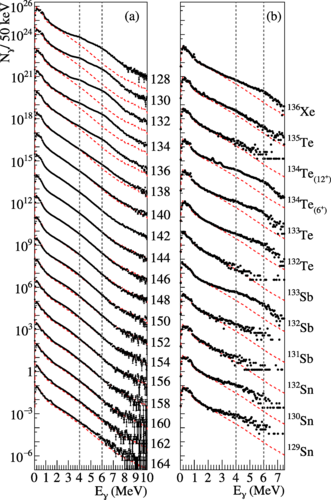 N_γ / 50 keV
10^26
10^24
10^21
10^18
10^15
10^12
10^9
10^6
10^3
1
10^−3
10^−6
(a)
128
130
132
134
136
138
140
142
144
146
148
150
152
154
156
158
160
162
164
0 1 2 3 4 5 6 7 8 9 10
E_γ (MeV)
(b)
^136Xe
^135Te
^134Te_(12+)
^134Te_(6+)
^133Te
^132Te
^133Sb
^132Sb
^131Sb
^132Sn
^130Sn
^129Sn
0 1 2 3 4 5 6 7
E_γ (MeV)